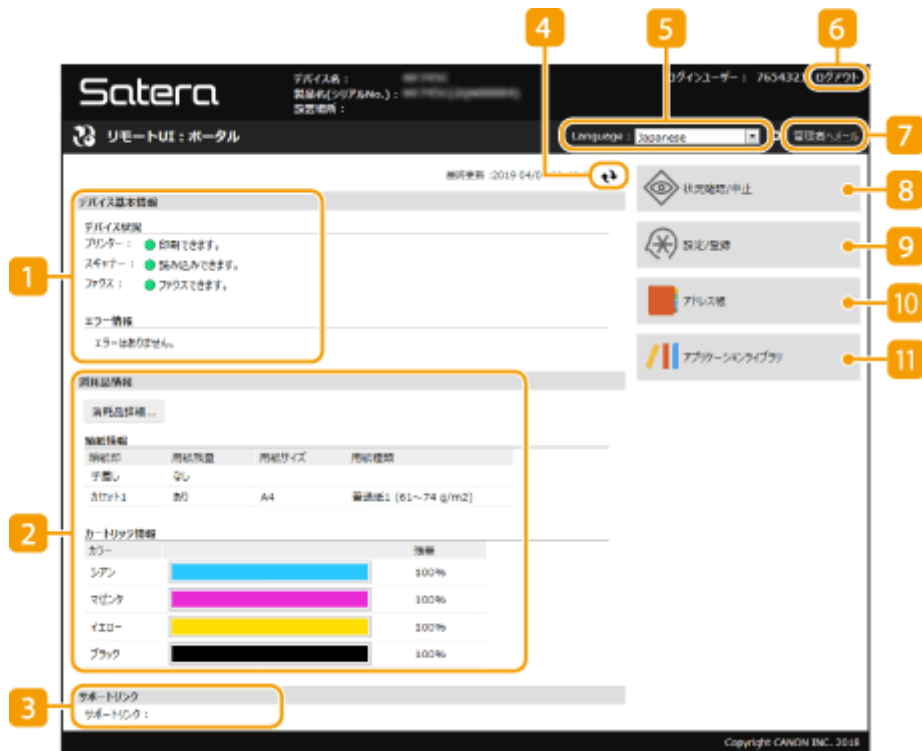 4 5 6
Satera
デバイス名：
製品名(シリアルNo.)：
設置場所：
ログインユーザー： 7654321 ログアウト
リモートUI：ポータル
Language： Japanese 管理者へメール 7
最終更新 :2019 04/0
デバイス基本情報
デバイス状況
プリンター： 印刷できます。
スキャナー： 読み込みできます。
ファクス： ファクスできます。
1
エラー情報
エラーはありません。
状況確認/中止 8
設定/登録 9
アドレス帳 10
アプリケーションライブラリ 11
消耗品情報
消耗品詳細...
給紙情報
給紙部 用紙残量 用紙サイズ 用紙種類
手差し なし
カセット1 あり A4 普通紙1 (61～74 g/m2)
2
カートリッジ情報
カラー 残量
シアン 100%
マゼンタ 100%
イエロー 100%
ブラック 100%
サポートリンク
3
サポートリンク：
Copyright CANON INC. 2018